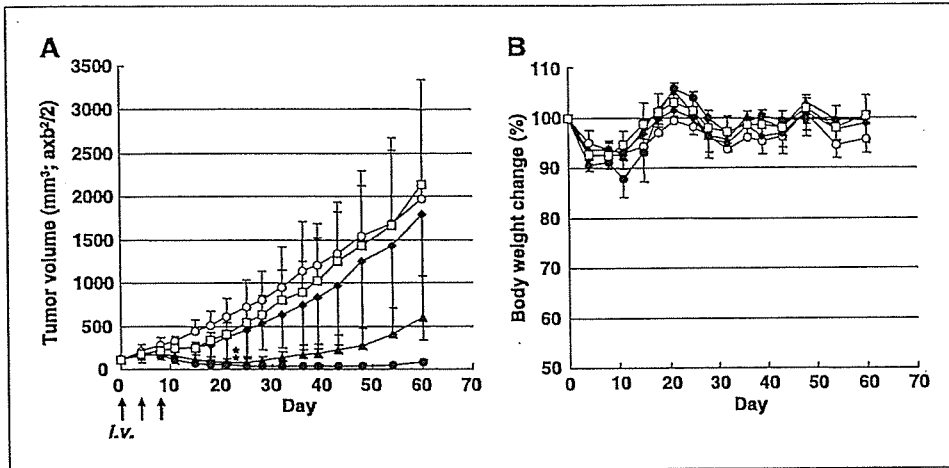 A
Tumor volume (mm³; axb²/2)
3500
3000
2500
2000
1500
1000
500
0
0 10 20 30 40 50 60 70
Day
i.v.
B
Body weight change (%)
110
100
90
80
70
60
50
0 10 20 30 40 50 60 70
Day